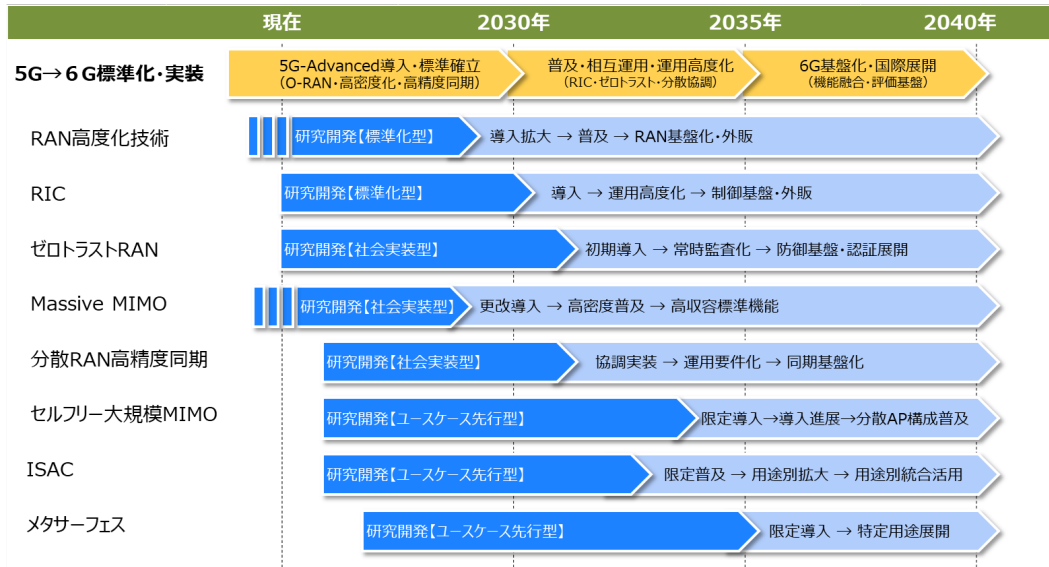 現在 2030年 2035年 2040年
5G→6G標準化・実装
5G-Advanced導入・標準確立
（O-RAN・高密度化・高精度同期）
普及・相互運用・運用高度化
（RIC・ゼロトラスト・分散協調）
6G基盤化・国際展開
（機能融合・評価基盤）
RAN高度化技術 研究開発【標準化型】 導入拡大 → 普及 → RAN基盤化・外販
RIC 研究開発【標準化型】 導入 → 運用高度化 → 制御基盤・外販
ゼロトラストRAN 研究開発【社会実装型】 初期導入 → 常時監査化 → 防御基盤・認証展開
Massive MIMO 研究開発【社会実装型】 更改導入 → 高密度普及 → 高収容標準機能
分散RAN高精度同期 研究開発【社会実装型】 協調実装 → 運用要件化 → 同期基盤化
セルフリー大規模MIMO 研究開発【ユースケース先行型】 限定導入→導入進展→分散AP構成普及
ISAC 研究開発【ユースケース先行型】 限定普及 → 用途別拡大 → 用途別統合活用
メタサーフェス 研究開発【ユースケース先行型】 限定導入 → 特定用途展開